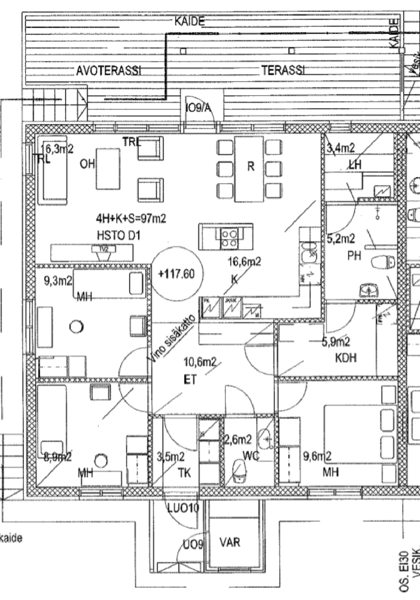 KAIDE
KAIDE
AVOTERASSI
TERASSI
IO9/A
TRL
TRL
16,3m2
OH
R
3,4m2
LH
4H+K+S=97m2
HSTO D1
5,2m2
PH
16,6m2
K
+117.60
9,3m2
MH
Vino sisäkatto
5,9m2
KDH
10,6m2
ET
8,9m2
MH
3,5m2
TK
2,6m2
WC
9,6m2
MH
LUO10
UO9
VAR
kaide
OS. EI30
VESIK